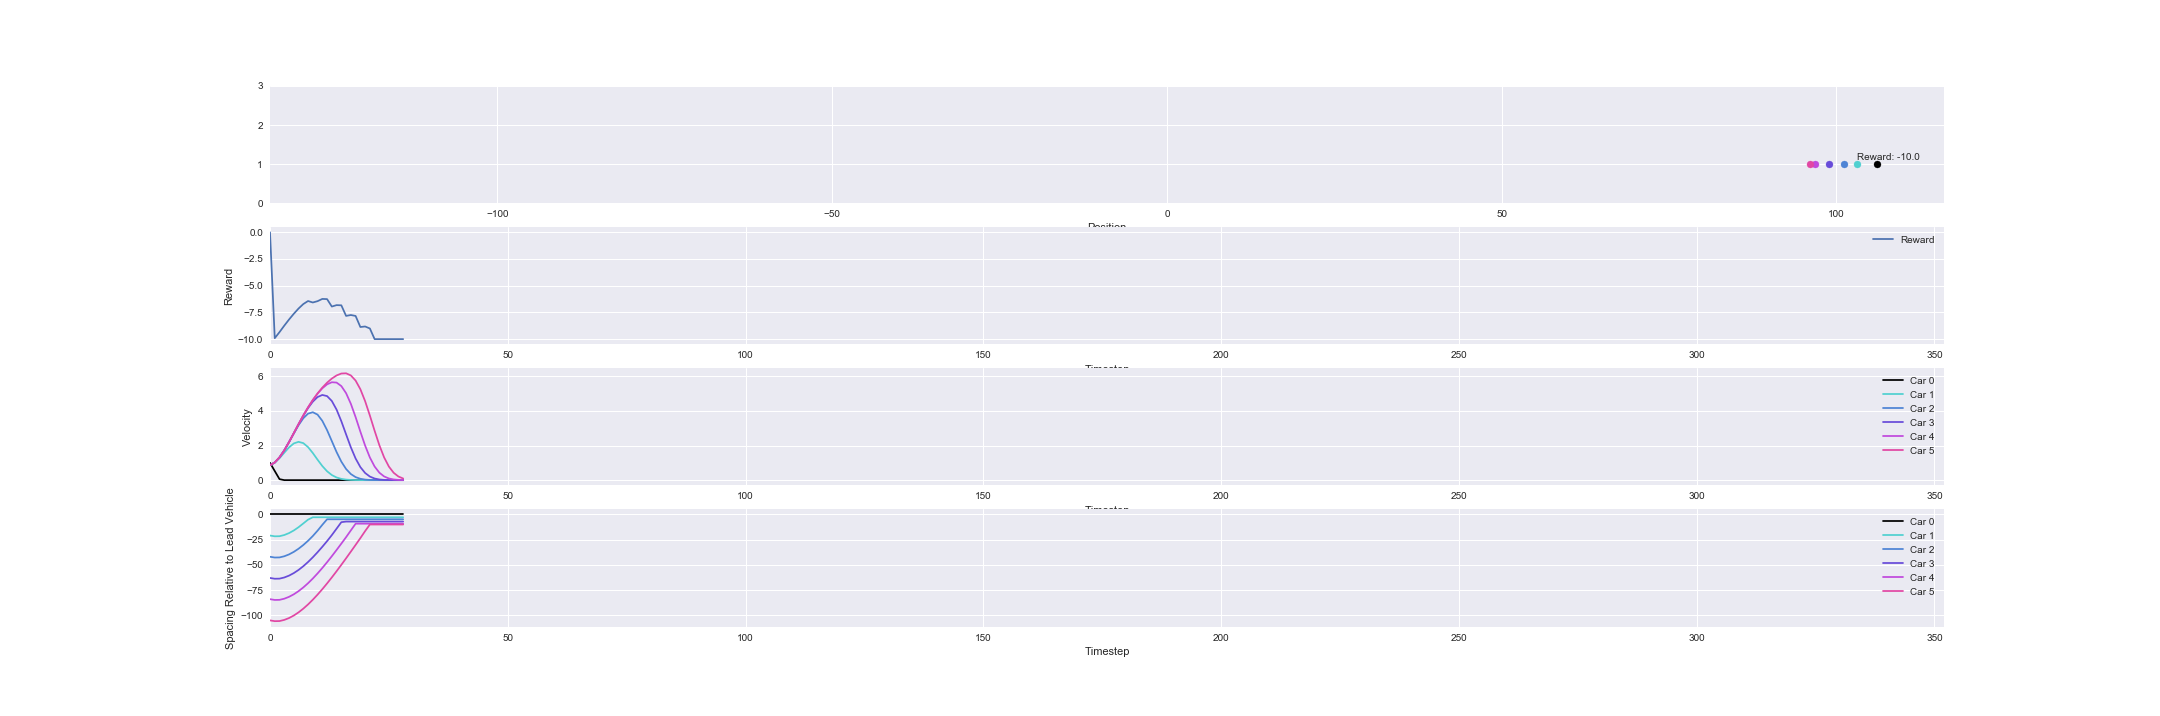 3
2
1
0
Reward: -10.0
−100 −50 0 50 100
Position
Reward
0.0
−2.5
−5.0
−7.5
−10.0
Reward
0 50 100 150 200 250 300 350
Timestep
Velocity
6
4
2
0
Car 0
Car 1
Car 2
Car 3
Car 4
Car 5
0 50 100 150 200 250 300 350
Timestep
Spacing Relative to Lead Vehicle
0
−25
−50
−75
−100
Car 0
Car 1
Car 2
Car 3
Car 4
Car 5
0 50 100 150 200 250 300 350
Timestep